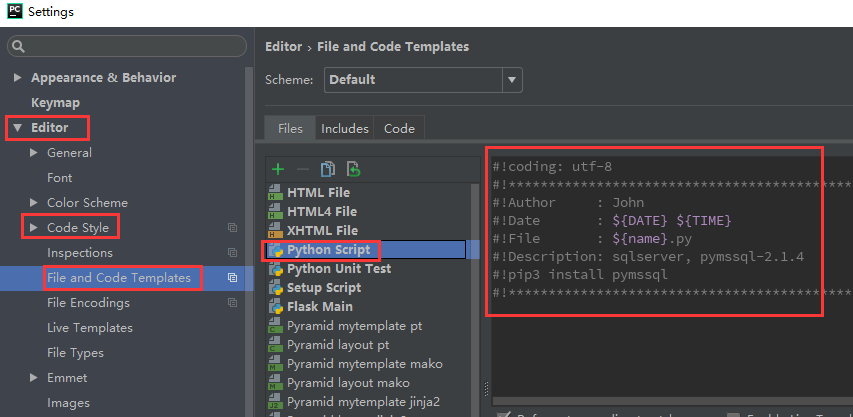 PC Settings
Editor › File and Code Templates
Appearance & Behavior
Keymap
Editor
General
Font
Color Scheme
Code Style
Inspections
File and Code Templates
File Encodings
Live Templates
File Types
Emmet
Images
Scheme: Default
Files Includes Code
HTML File
HTML4 File
XHTML File
Python Script
Python Unit Test
Setup Script
Flask Main
Pyramid mytemplate pt
Pyramid layout pt
Pyramid mytemplate mako
Pyramid layout mako
Pyramid mytemplate jinja2
#!coding: utf-8
#!*******************************************
#!Author : John
#!Date : ${DATE} ${TIME}
#!File : ${name}.py
#!Description: sqlserver, pymssql-2.1.4
#!pip3 install pymssql
#!*******************************************